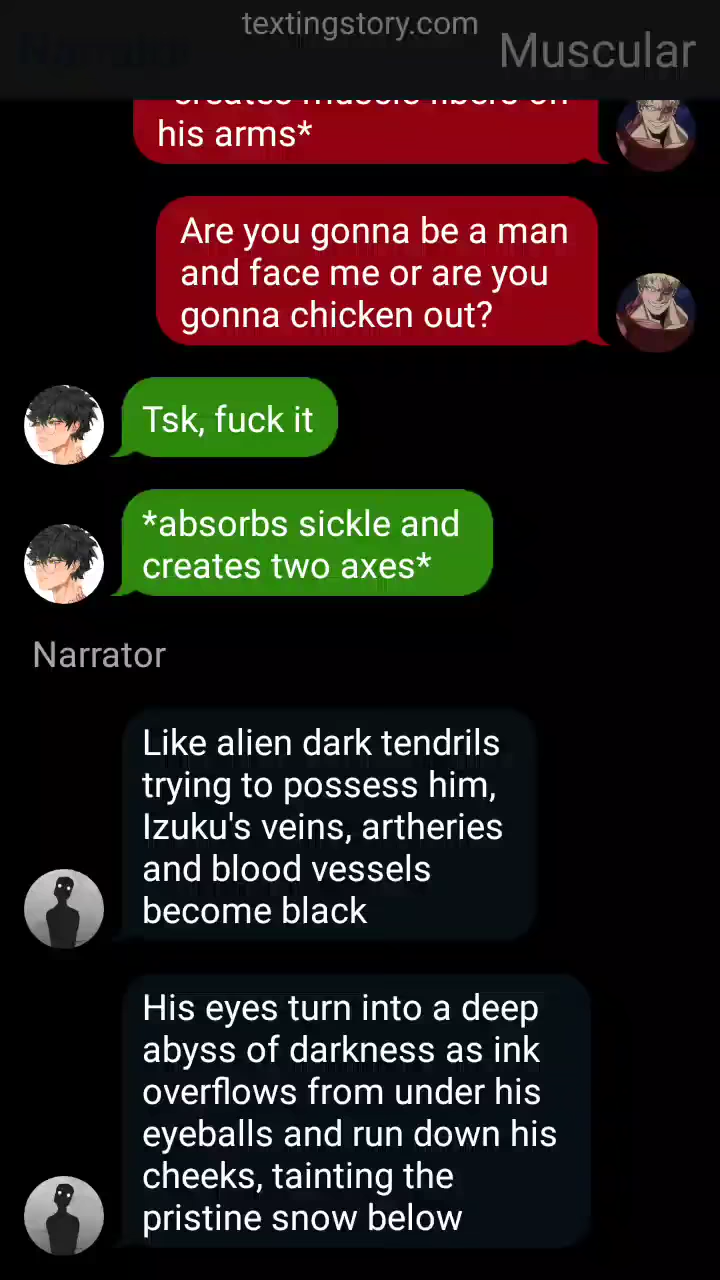 textingstory.com
Muscular
his arms*
Are you gonna be a man
and face me or are you
gonna chicken out?
Tsk, fuck it
*absorbs sickle and
creates two axes*
Narrator
Like alien dark tendrils
trying to possess him,
Izuku's veins, artheries
and blood vessels
become black
His eyes turn into a deep
abyss of darkness as ink
overflows from under his
eyeballs and run down his
cheeks, tainting the
pristine snow below